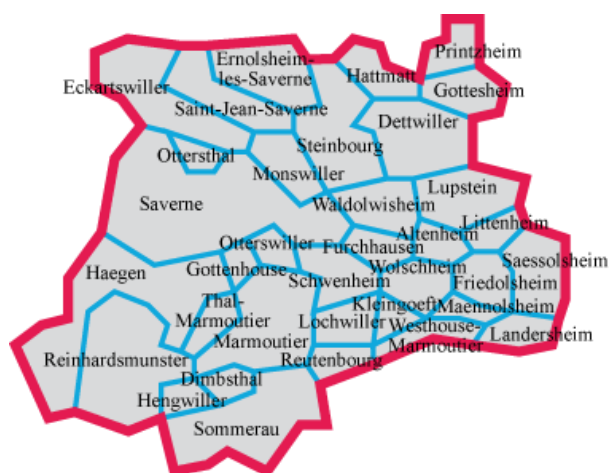 Printzheim
Ernolsheim-
les-Saverne
Hattmatt
Eckartswiller
Gottesheim
Saint-Jean-Saverne
Dettwiller
Steinbourg
Ottersthal
Monswiller
Lupstein
Saverne
Waldolwisheim
Littenheim
Altenheim
Otterswiller
Furchhausen
Saessolsheim
Haegen
Gottenhouse
Wolschheim
Schwenheim
Friedolsheim
Thal-
Marmoutier
Kleingoeft
Maennolsheim
Lochwiller
Westhouse-
Marmoutier
Landersheim
Marmoutier
Reinhardsmunster
Reutenbourg
Dimbsthal
Hengwiller
Sommerau